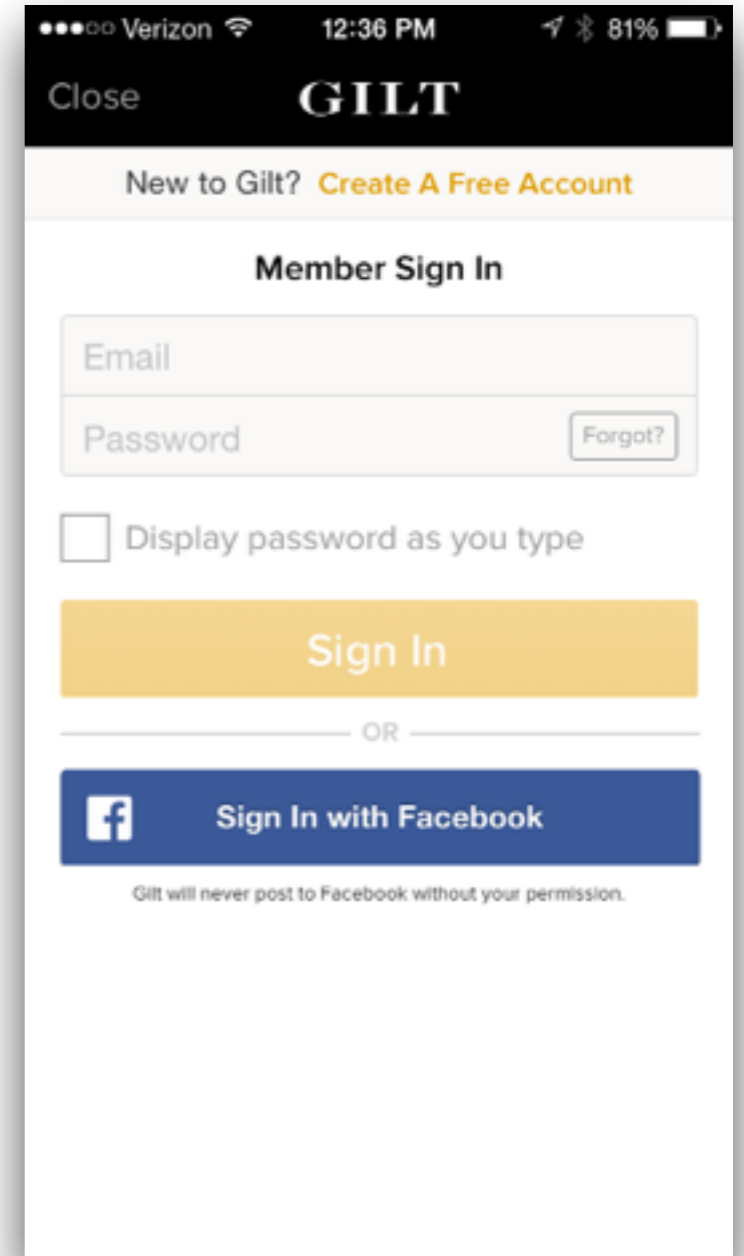 Verizon 12:36 PM 81%
Close GILT
New to Gilt? Create A Free Account
Member Sign In
Email
Password Forgot?
Display password as you type
Sign In
OR
f Sign In with Facebook
Gilt will never post to Facebook without your permission.